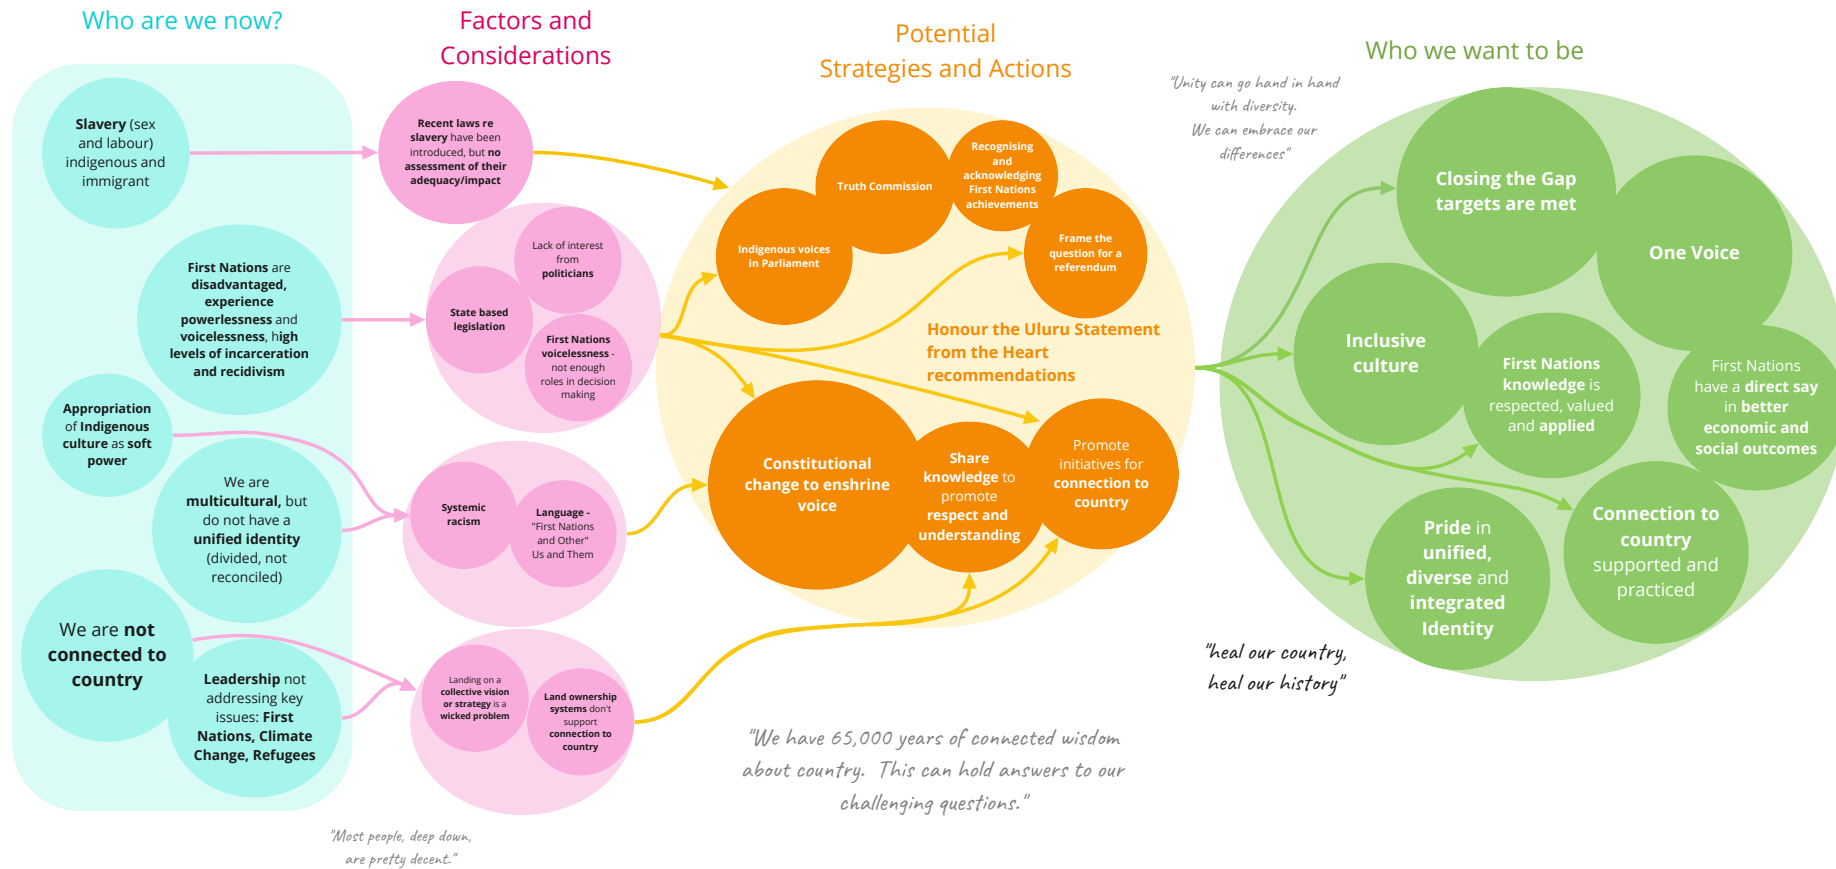 Who are we now?
Slavery (sex
and labour)
indigenous and
immigrant
First Nations are
disadvantaged,
experience
powerlessness and
voicelessness, high
levels of incarceration
and recidivism
Appropriation
of Indigenous
culture as soft
power
We are
multicultural, but
do not have a
unified identity
(divided, not
reconciled)
We are not
connected to
country
Leadership not
addressing key
issues: First
Nations, Climate
Change, Refugees
Factors and
Considerations
Recent laws re
slavery have been
introduced, but no
assessment of their
adequacy/impact
Lack of interest
from
politicians
State based
legislation
First Nations
voicelessness -
not enough
roles in decision
making
Systemic
racism
Language -
"First Nations
and Other"
Us and Them
Landing on a
collective vision
or strategy is a
wicked problem
Land ownership
systems don't
support
connection to
country
"Most people, deep down,
are pretty decent."
Potential
Strategies and Actions
Truth Commission
Recognising
and
acknowledging
First Nations
achievements
Indigenous voices
in Parliament
Frame the
question for a
referendum
Honour the Uluru Statement
from the Heart
recommendations
Constitutional
change to enshrine
voice
Share
knowledge to
promote
respect and
understanding
Promote
initiatives for
connection to
country
"We have 65,000 years of connected wisdom
about country. This can hold answers to our
challenging questions."
Who we want to be
"Unity can go hand in hand
with diversity.
We can embrace our
differences"
Closing the Gap
targets are met
One Voice
Inclusive
culture
First Nations
knowledge is
respected, valued
and applied
First Nations
have a direct say
in better
economic and
social outcomes
Pride in
unified,
diverse and
integrated
Identity
Connection to
country
supported and
practiced
"heal our country,
heal our history"